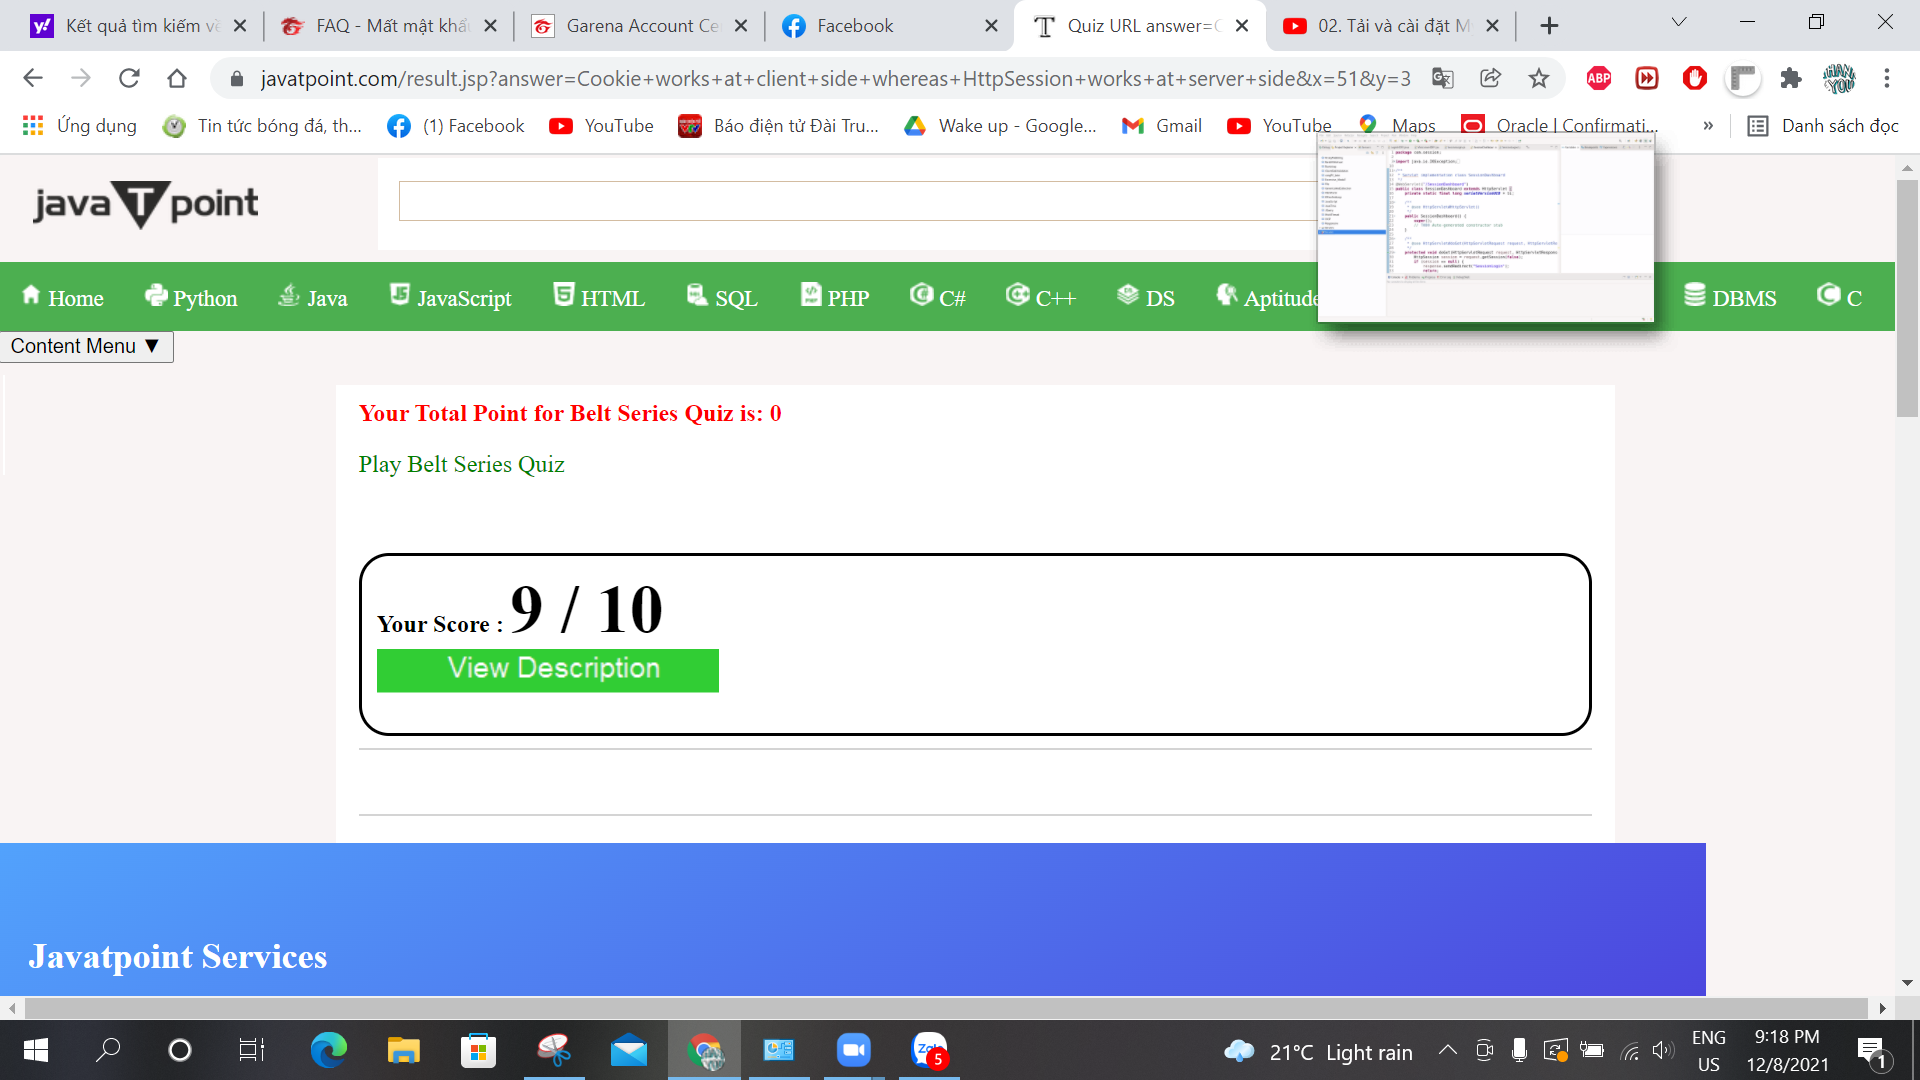 Kết quả tìm kiếm về
FAQ - Mất mật khẩ
Garena Account Ce
Facebook
Quiz URL answer=C
02. Tải và cài đặt M
javatpoint.com/result.jsp?answer=Cookie+works+at+client+side+whereas+HttpSession+works+at+server+side&x=51&y=3
ABP
Ứng dụng
Tin tức bóng đá, th...
(1) Facebook
YouTube
Báo điện tử Đài Tru...
Wake up - Google...
Gmail
YouTube
Maps
Oracle | Confirmati...
»
Danh sách đọc
java T point
Home
Python
Java
JavaScript
HTML
SQL
PHP
C#
C++
DS
Aptitude
DBMS
C
Content Menu ▼
Your Total Point for Belt Series Quiz is: 0
Play Belt Series Quiz
Your Score : 9 / 10
View Description
Javatpoint Services
Zalo
5
21°C Light rain
ENG
US
9:18 PM
12/8/2021
1